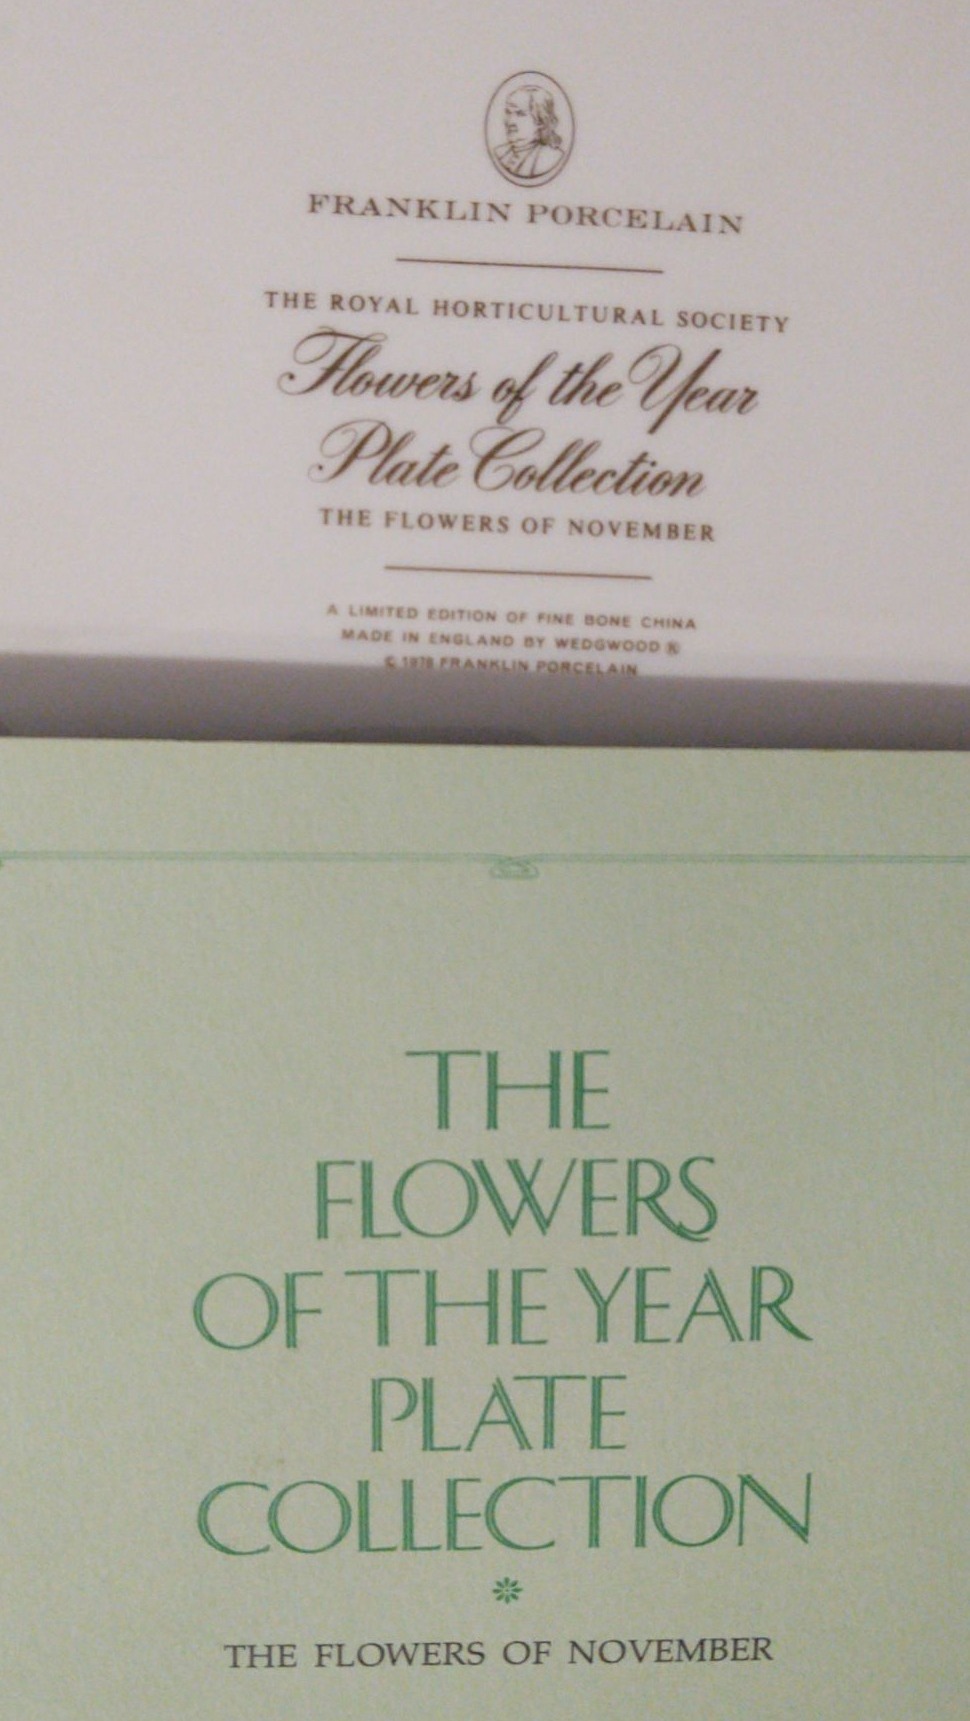 FRANKLIN PORCELAIN
THE ROYAL HORTICULTURAL SOCIETY
Flowers of the Year
Plate Collection
THE FLOWERS OF NOVEMBER
A LIMITED EDITION OF FINE BONE CHINA
MADE IN ENGLAND BY WEDGWOOD ®
© 1978 FRANKLIN PORCELAIN
THE
FLOWERS
OF THE YEAR
PLATE
COLLECTION
THE FLOWERS OF NOVEMBER